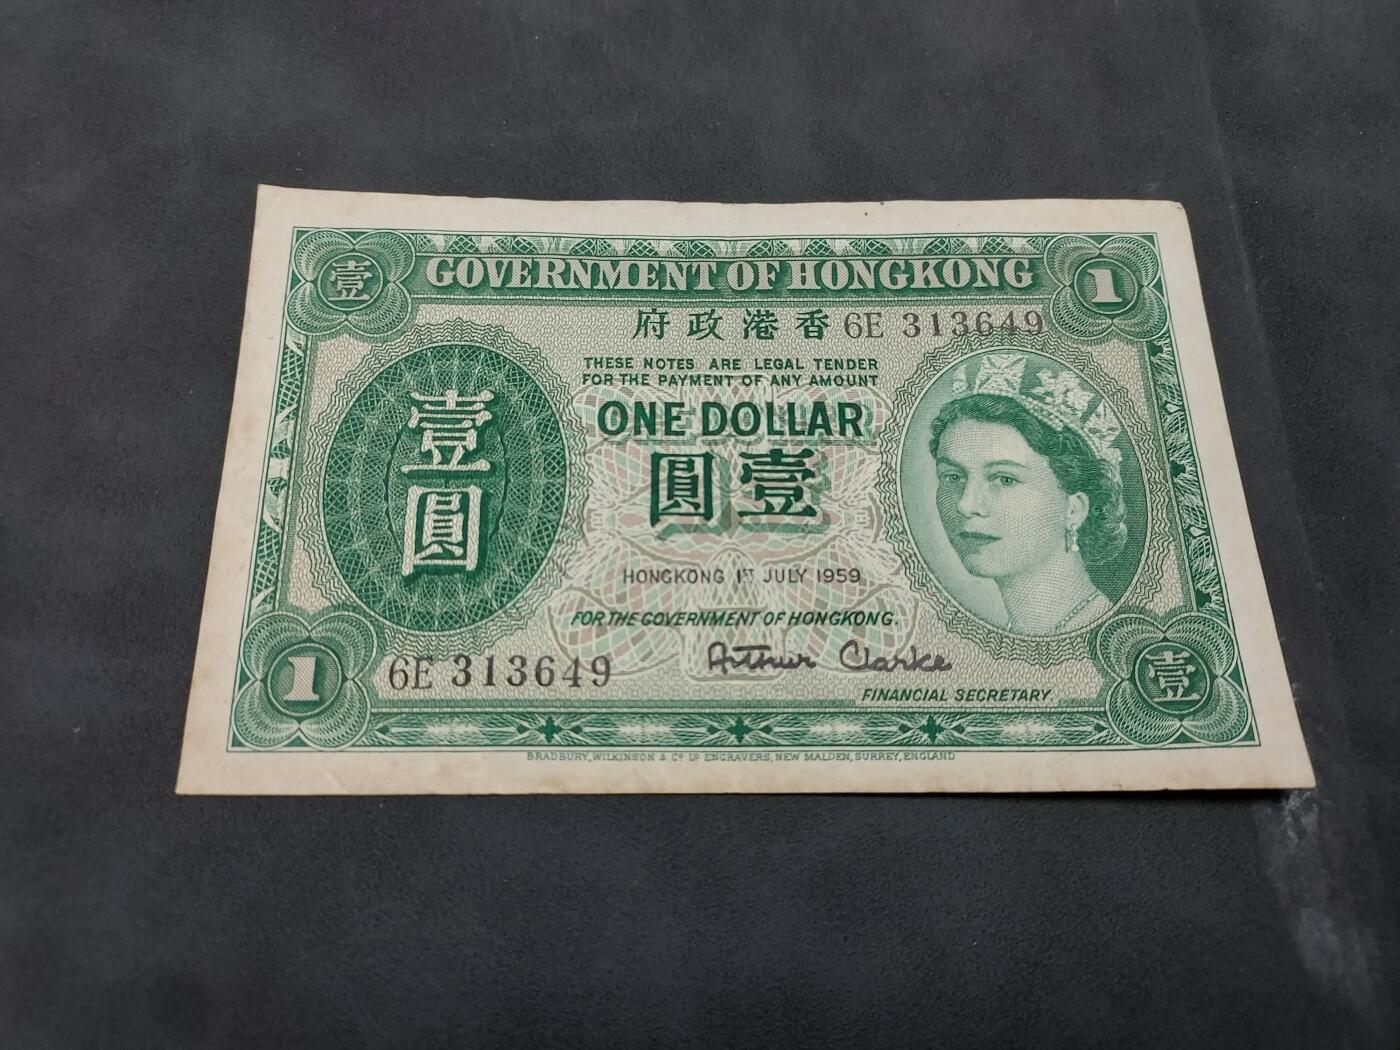 壹
GOVERNMENT OF HONGKONG
1
府政港香
6E 313649
THESE NOTES ARE LEGAL TENDER
FOR THE PAYMENT OF ANY AMOUNT
ONE DOLLAR
圓壹
壹圓
HONGKONG 1ST JULY 1959
FOR THE GOVERNMENT OF HONGKONG.
Arthur Clarke
FINANCIAL SECRETARY.
1
6E 313649
壹
BRADBURY, WILKINSON & Co Ld ENGRAVERS, NEW MALDEN, SURREY, ENGLAND